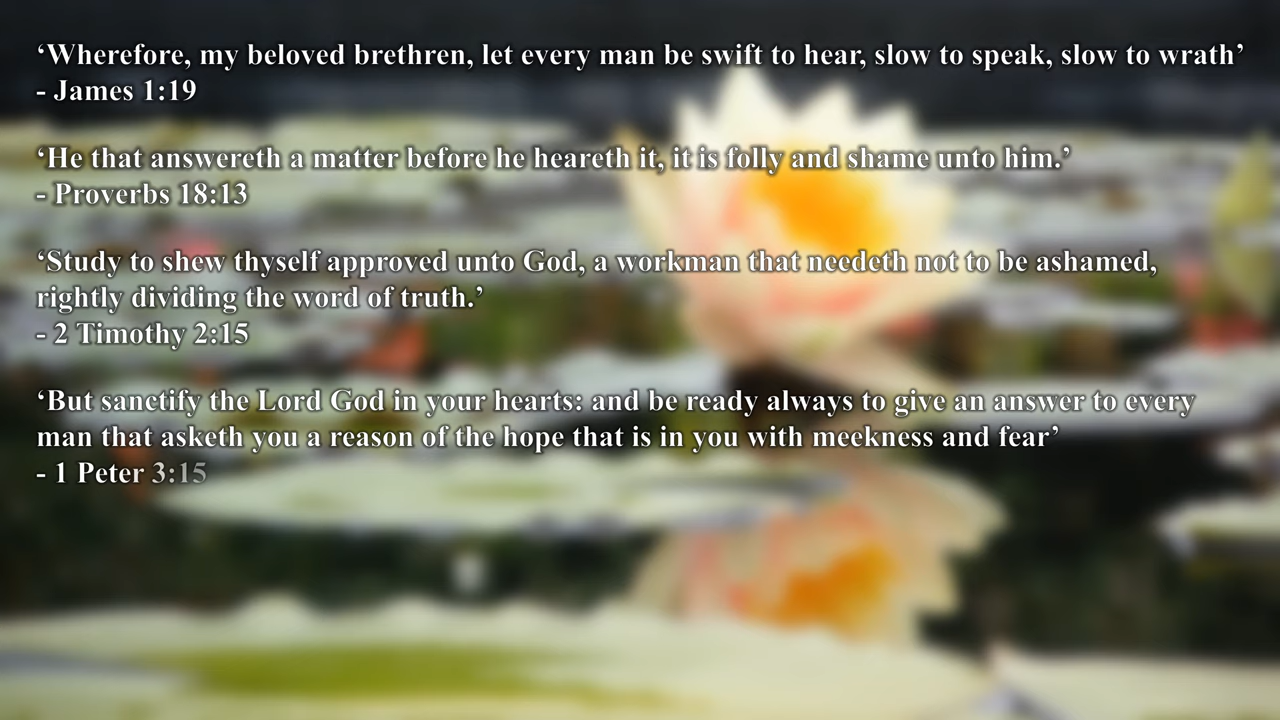 ‘Wherefore, my beloved brethren, let every man be swift to hear, slow to speak, slow to wrath’
- James 1:19
‘He that answereth a matter before he heareth it, it is folly and shame unto him.’
- Proverbs 18:13
‘Study to shew thyself approved unto God, a workman that needeth not to be ashamed,
rightly dividing the word of truth.’
- 2 Timothy 2:15
‘But sanctify the Lord God in your hearts: and be ready always to give an answer to every
man that asketh you a reason of the hope that is in you with meekness and fear’
- 1 Peter 3:15